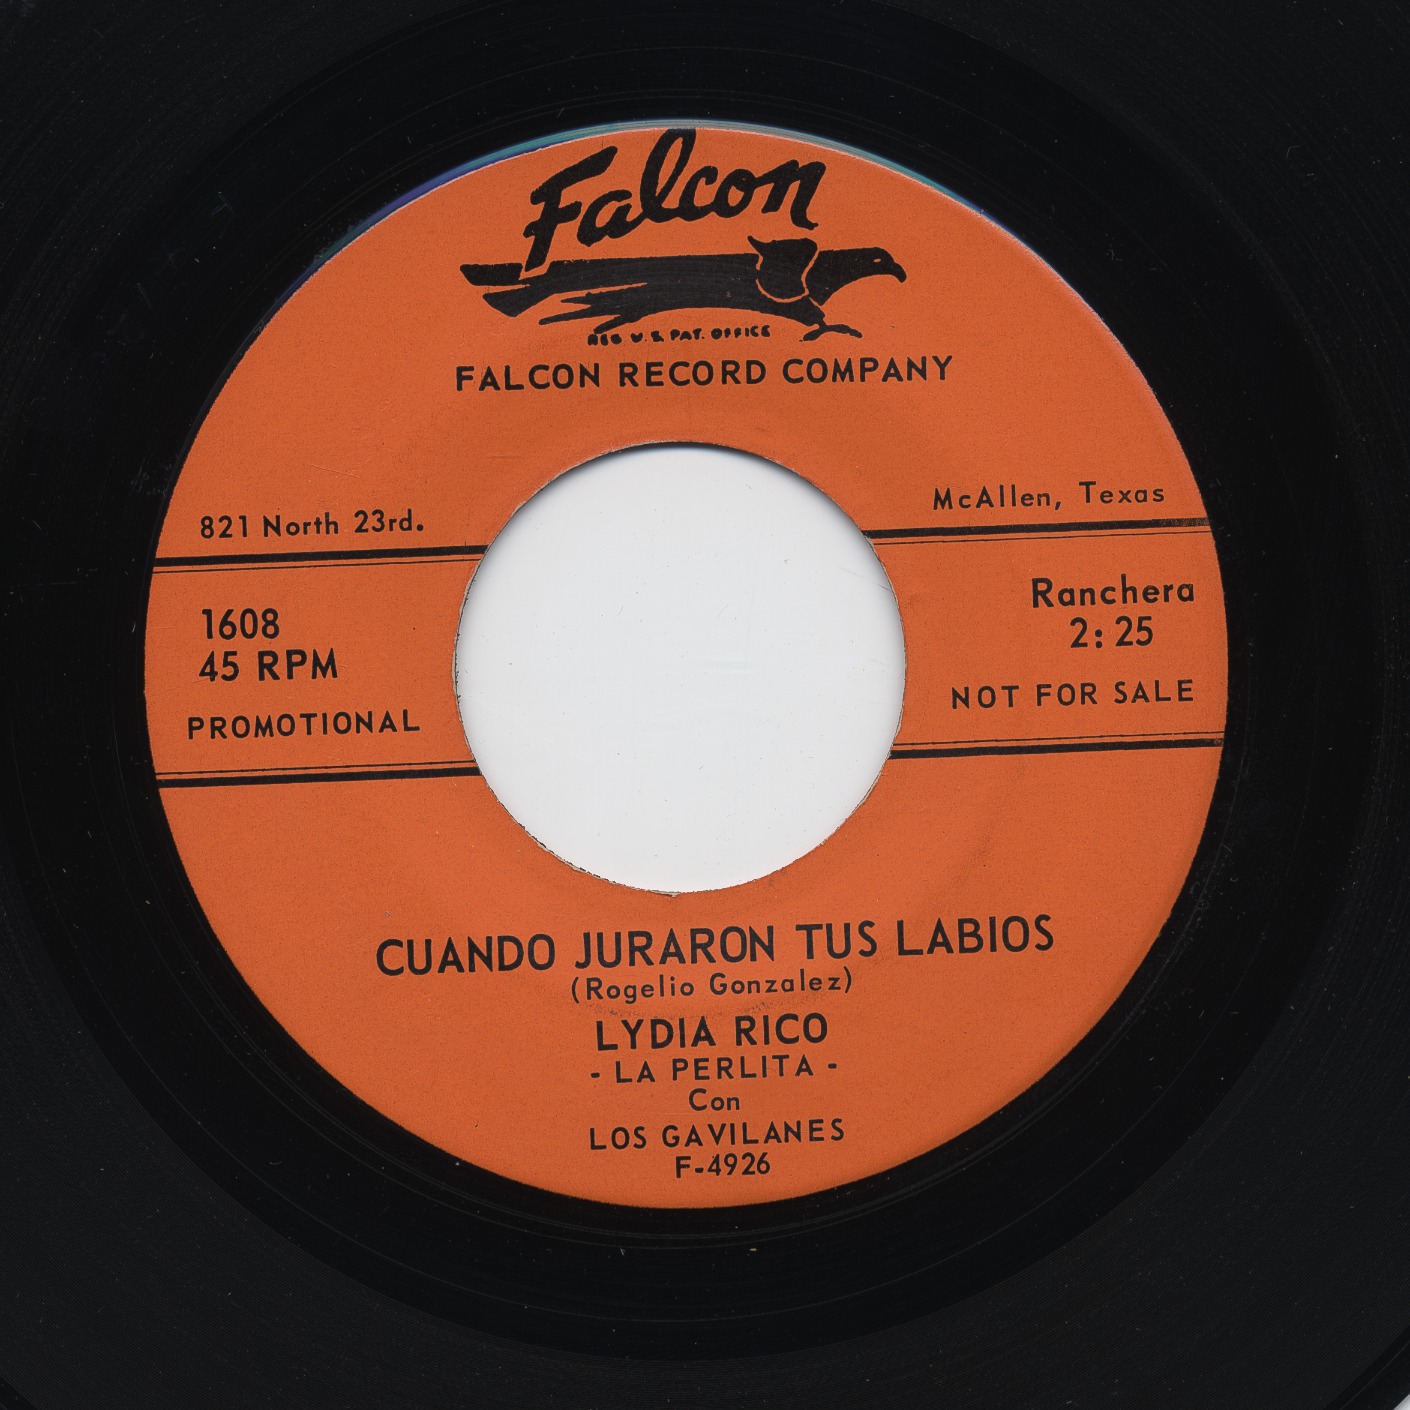 Falcon
REG U.S. PAT. OFFICE
FALCON RECORD COMPANY
821 North 23rd.
McAllen, Texas
1608
45 RPM
PROMOTIONAL
Ranchera
2:25
NOT FOR SALE
CUANDO JURARON TUS LABIOS
(Rogelio Gonzalez)
LYDIA RICO
- LA PERLITA -
Con
LOS GAVILANES
F-4926